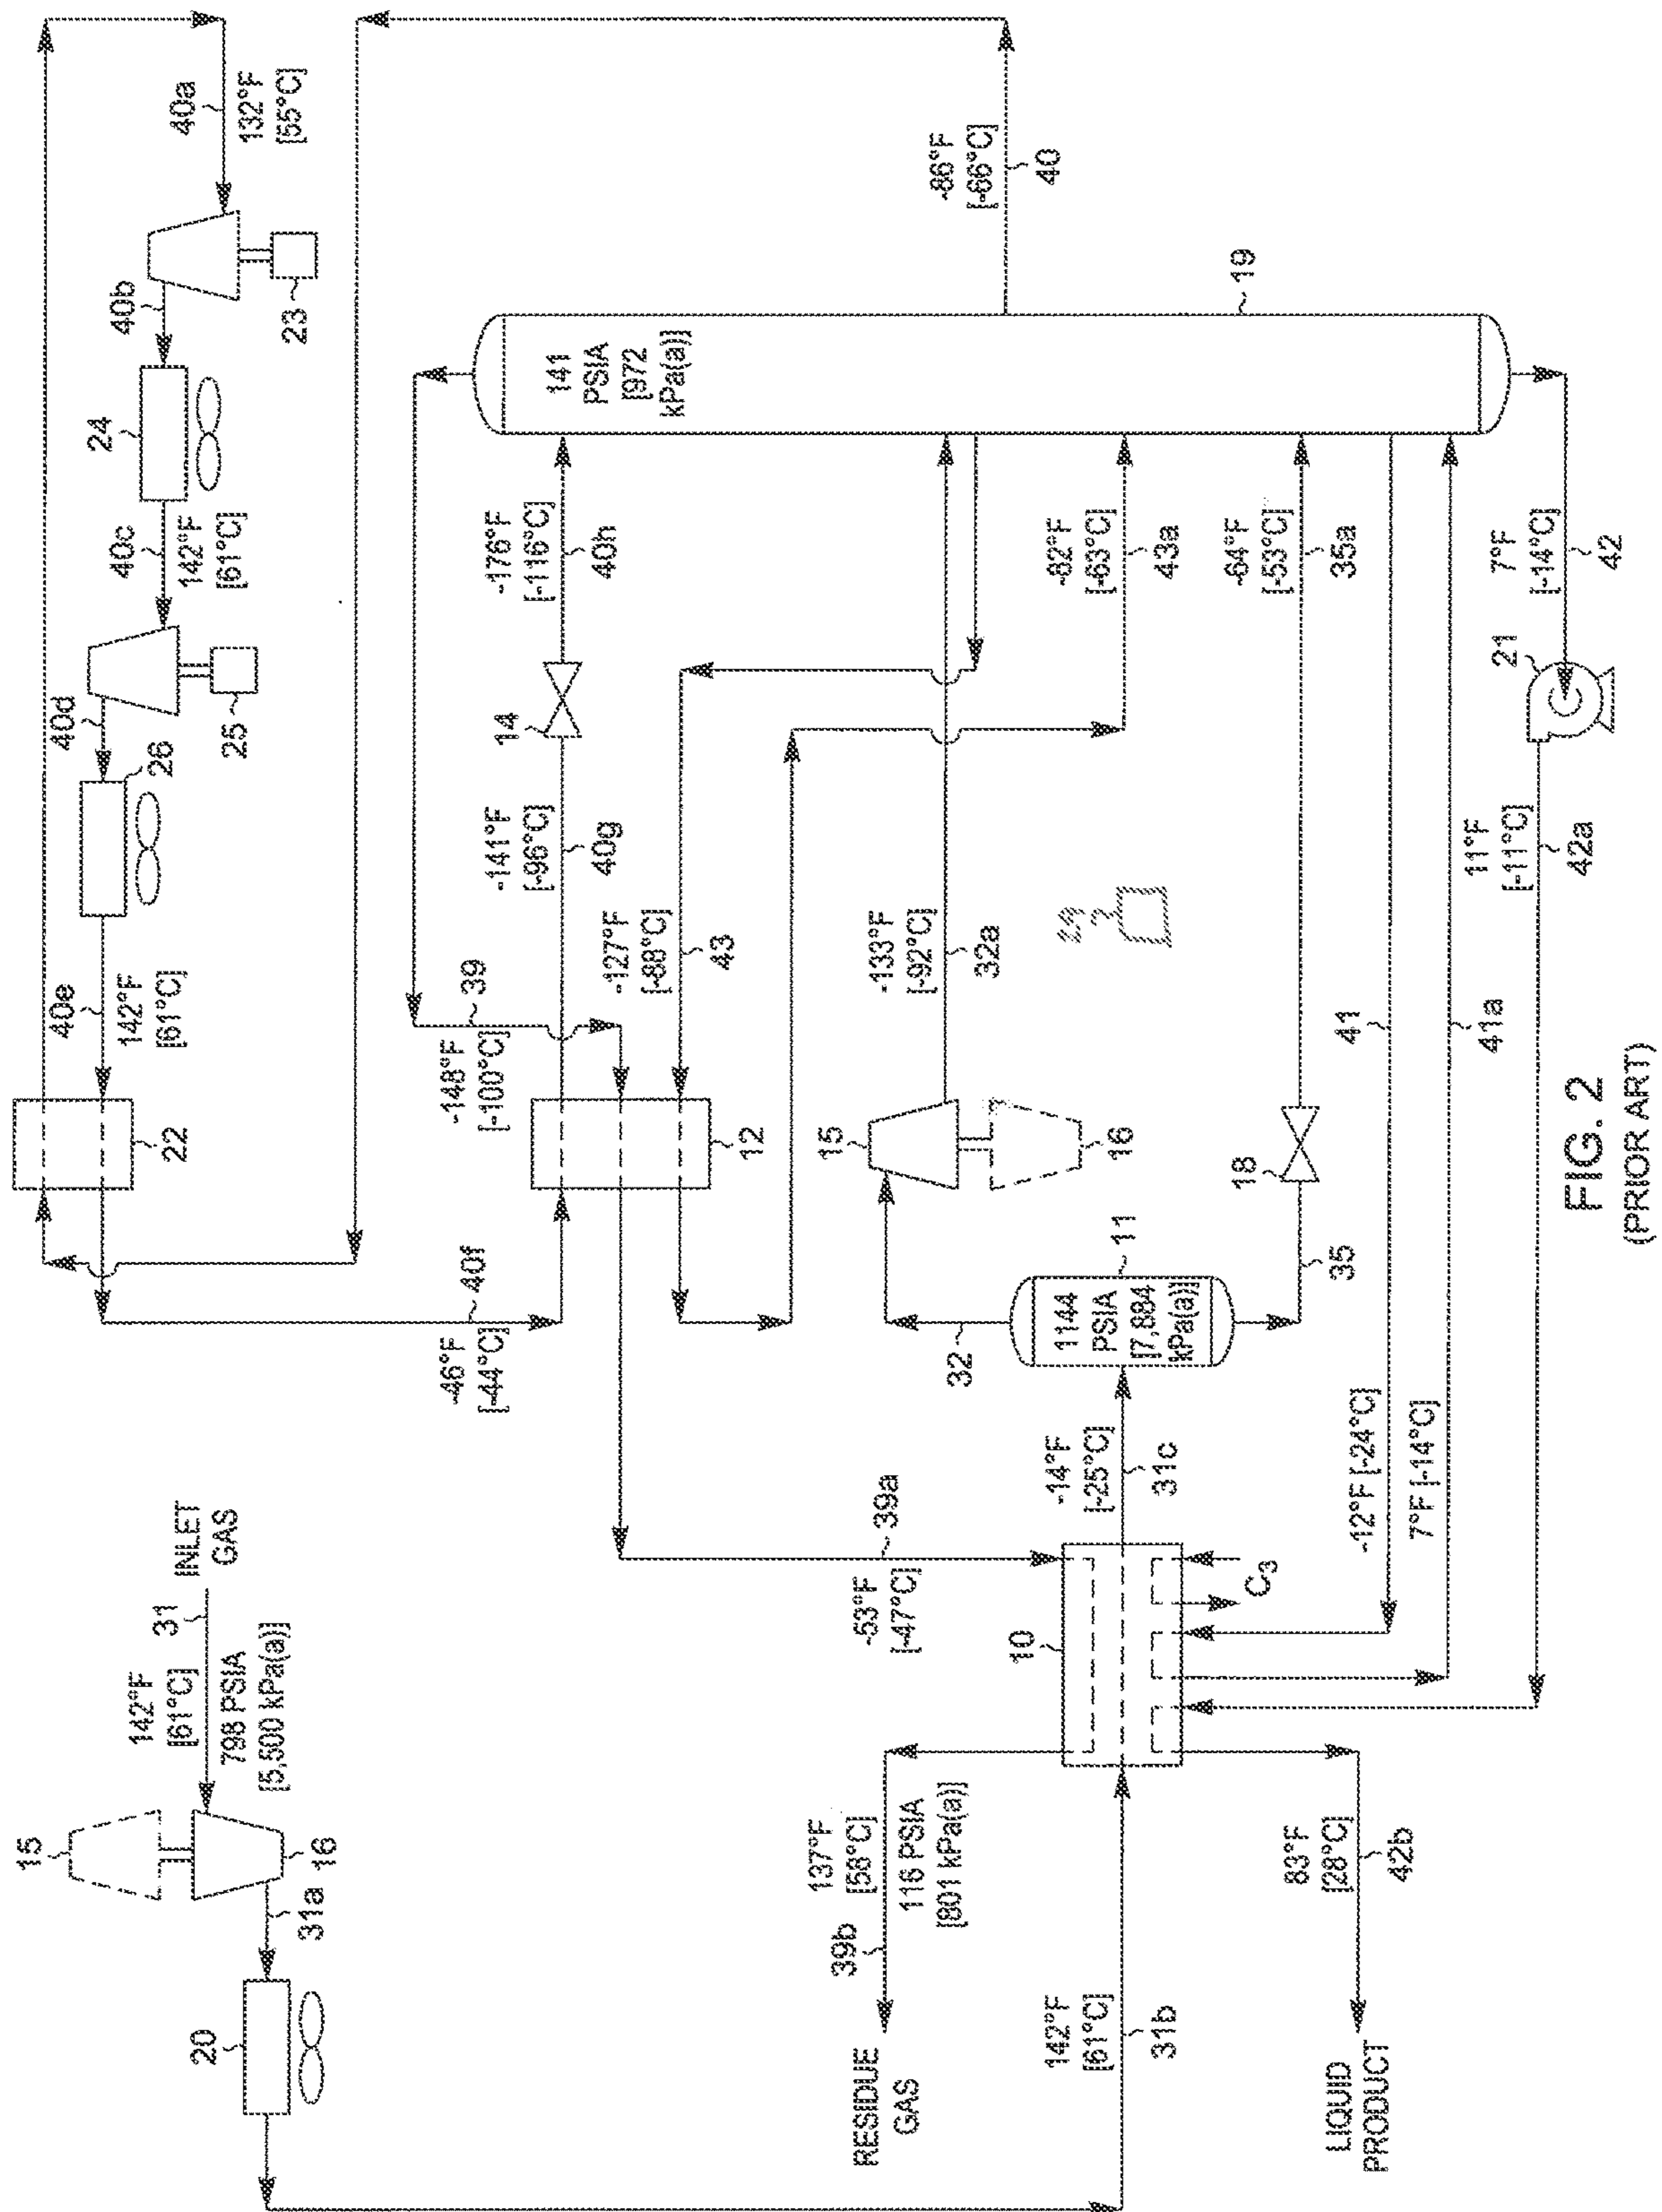 15
142°F
[61°C]
31
INLET
GAS
798 PSIA
[5,500 kPa(a)]
16
31a
20
22
40e
142°F
[61°C]
26
40d
25
40c
142°F
[61°C]
24
40b
23
40a
132°F
[55°C]
40f
-46°F
[-44°C]
39
-148°F
[-100°C]
-141°F
[-96°C]
40g
14
-176°F
[-116°C]
40h
-127°F
[-88°C]
43
12
141
PSIA
[972
kPa(a)]
-86°F
[-66°C]
40
19
39a
-53°F
[-47°C]
15
16
-133°F
[-92°C]
32a
-82°F
[-63°C]
43a
32
11
1144
PSIA
[7,884
kPa(a)]
-14°F
[-25°C]
31c
10
C3
35
18
-64°F
[-53°C]
35a
39b
137°F
[58°C]
116 PSIA
[801 kPa(a)]
RESIDUE
GAS
142°F
[61°C]
31b
83°F
[28°C]
42b
LIQUID
PRODUCT
-12°F [-24°C]
41
7°F [-14°C]
41a
11°F
[-11°C]
42a
21
7°F
[-14°C]
42
FIG. 2
(PRIOR ART)